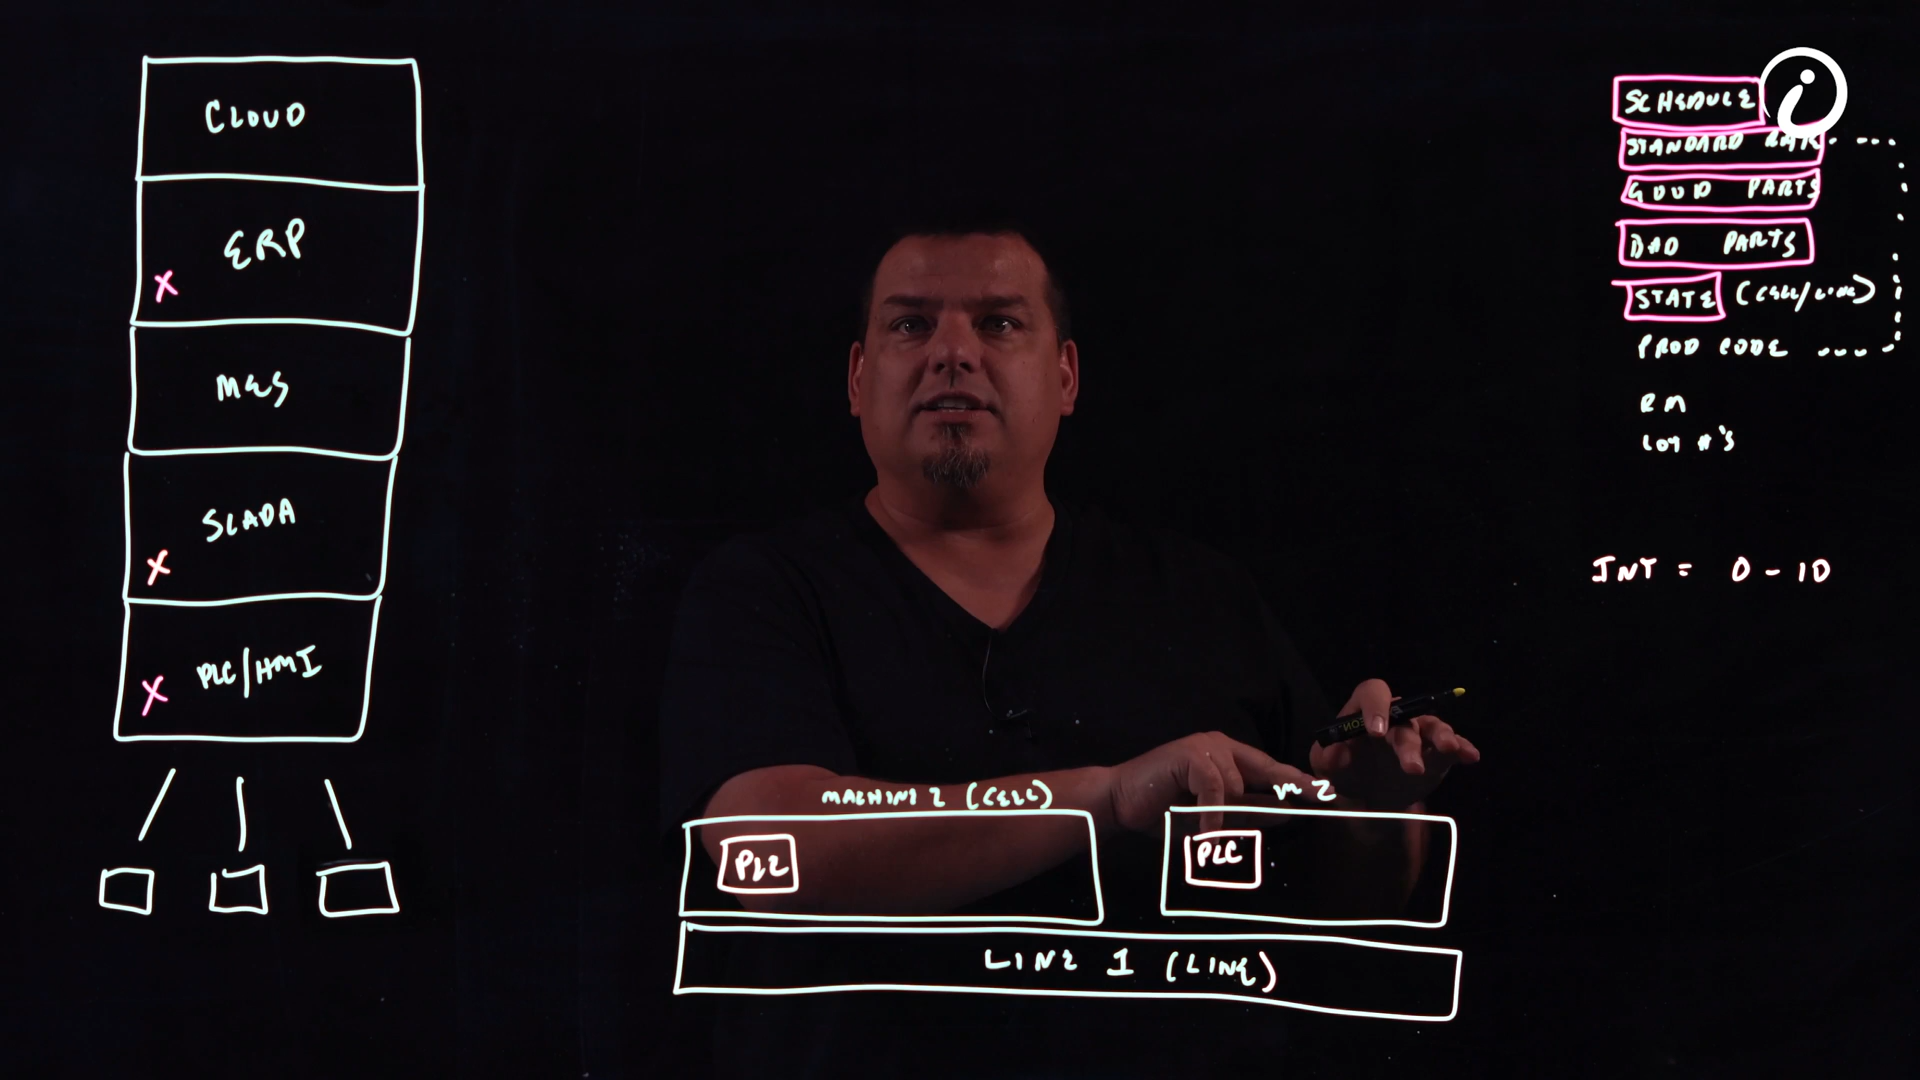 CLOUD
ERP
X
MES
SCADA
X
PLC/HMI
X
SCHEDULE
STANDARD RATE
GOOD PARTS
BAD PARTS
STATE (CELL/LINE)
PROD CODE
RM
LOT #'S
INT = 0-10
MACHINE (CELL)
M2
PLC
PLC
LINE 1 (LINE)